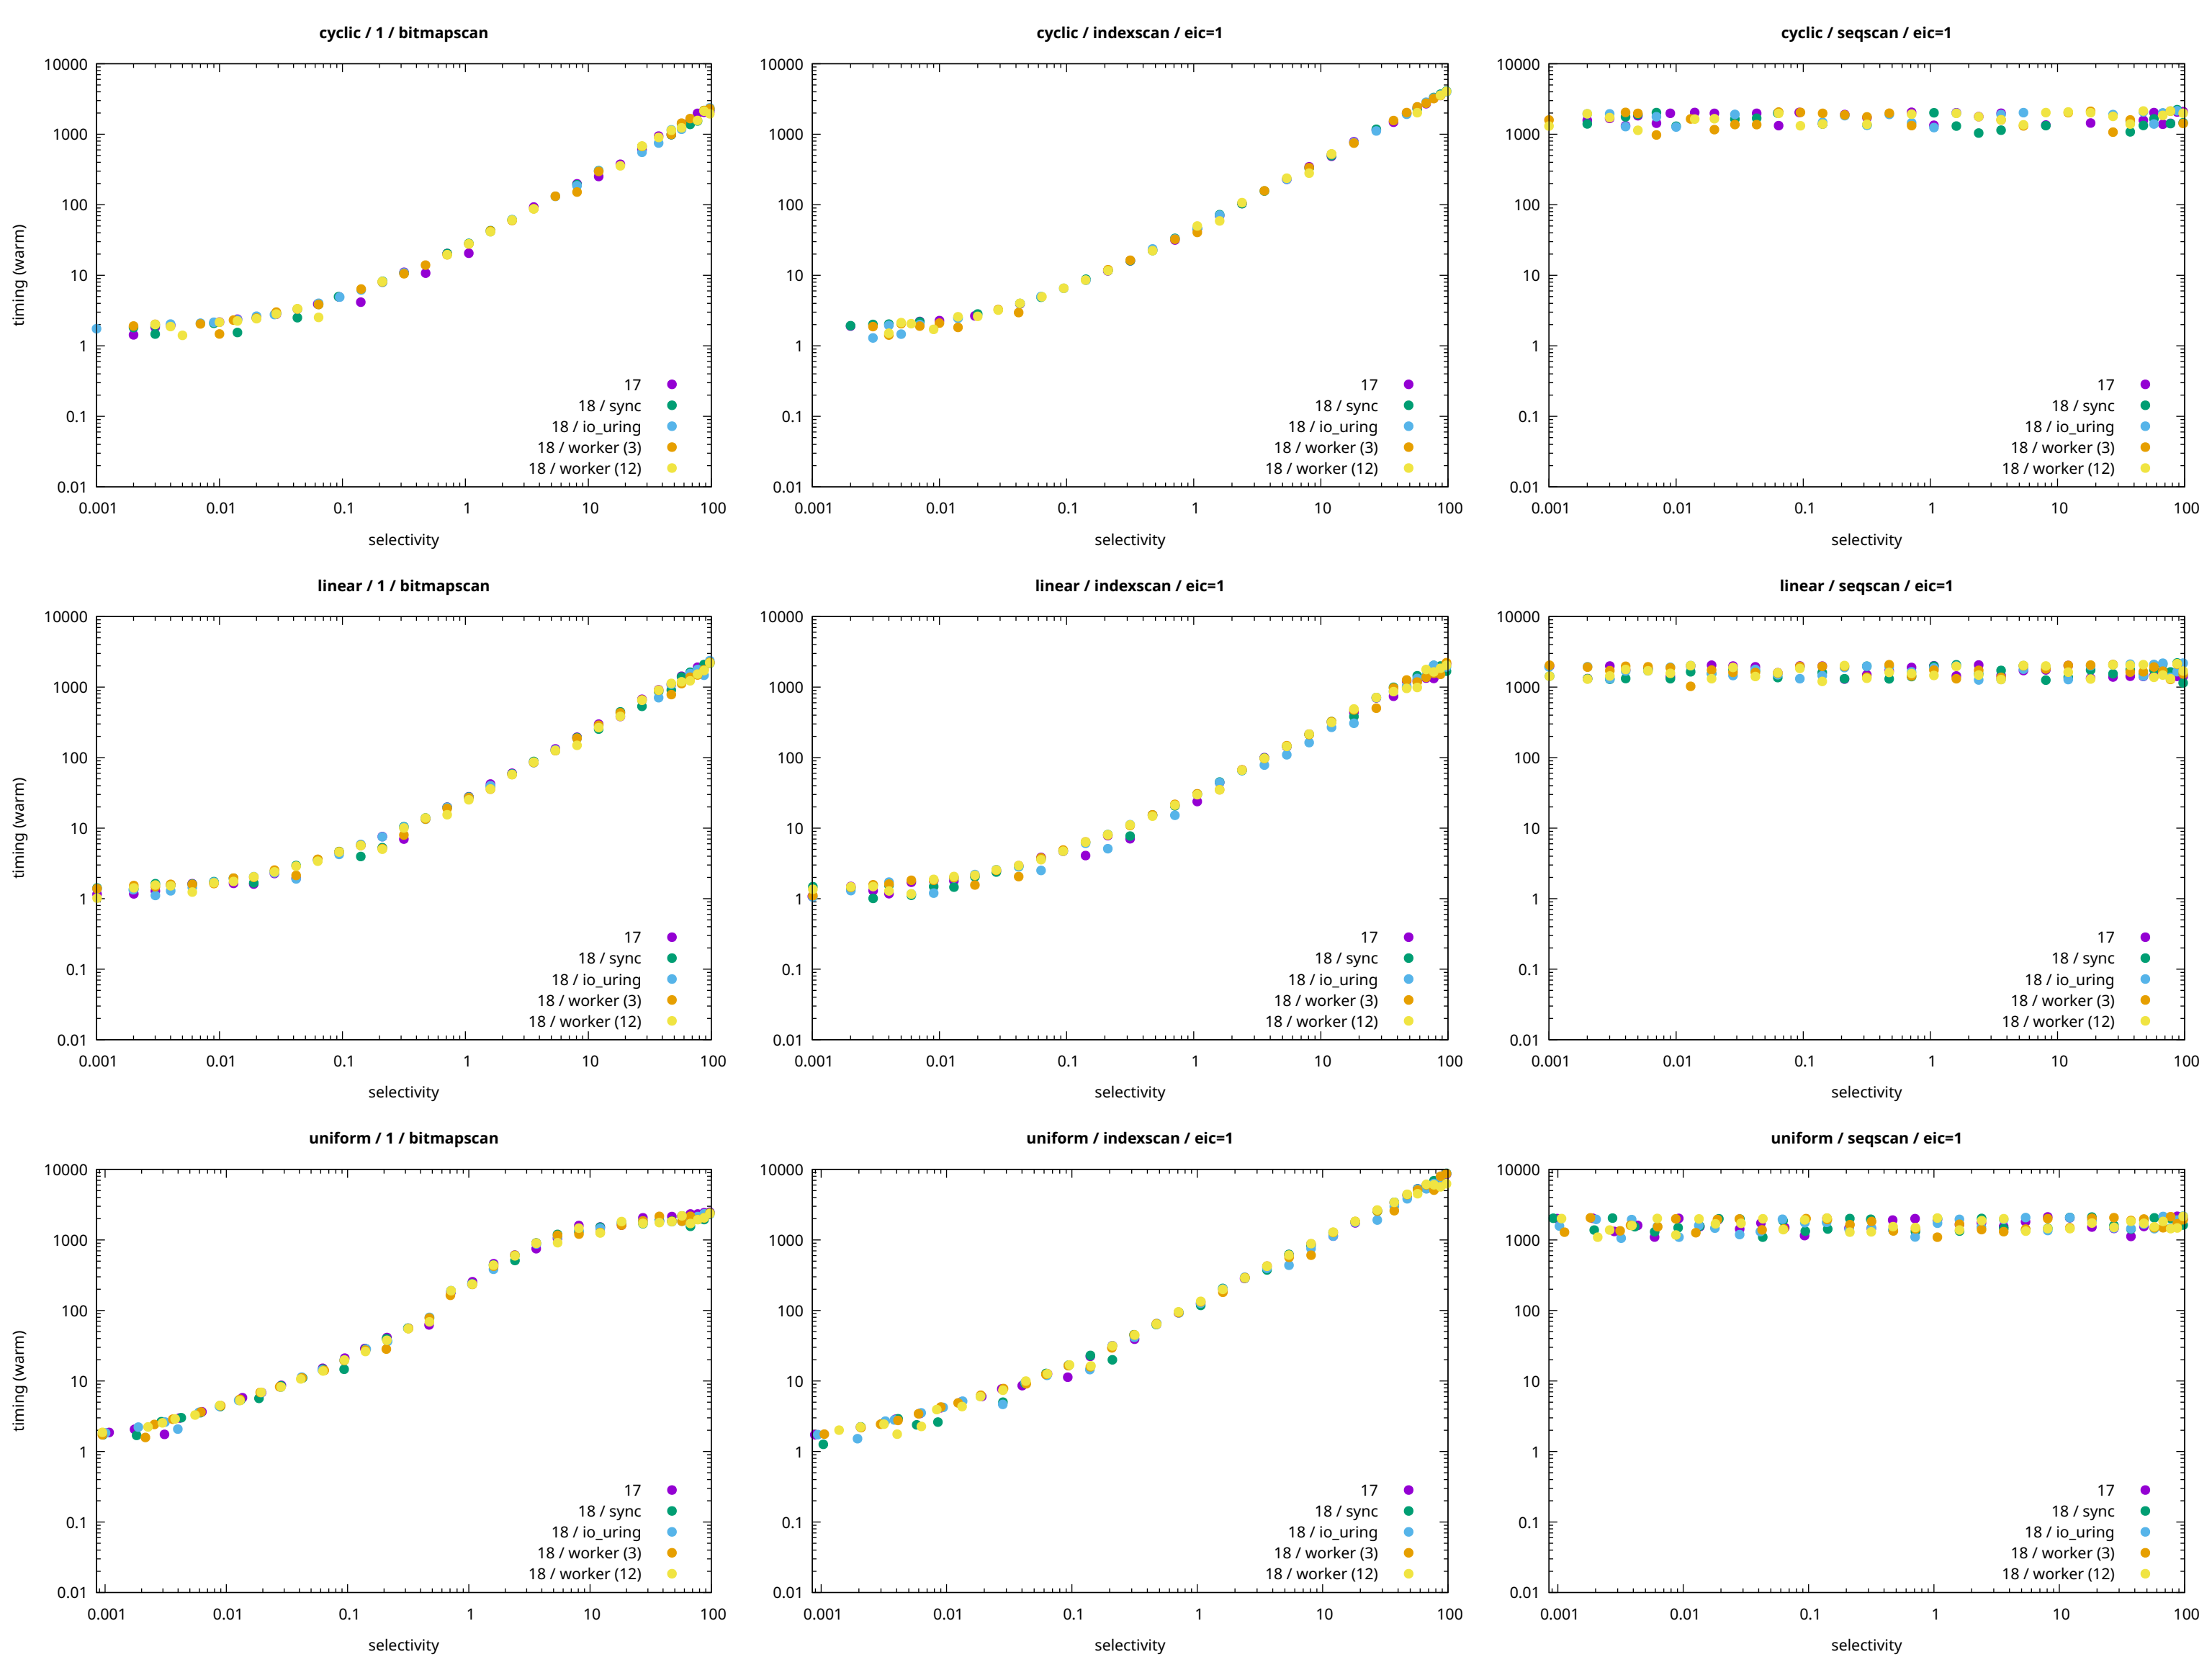 cyclic / 1 / bitmapscan
10000
1000
100
10
1
0.1
0.01
timing (warm)
17
18 / sync
18 / io_uring
18 / worker (3)
18 / worker (12)
0.001
0.01
0.1
1
10
100
selectivity
cyclic / indexscan / eic=1
10000
1000
100
10
1
0.1
0.01
17
18 / sync
18 / io_uring
18 / worker (3)
18 / worker (12)
0.001
0.01
0.1
1
10
100
selectivity
cyclic / seqscan / eic=1
10000
1000
100
10
1
0.1
0.01
17
18 / sync
18 / io_uring
18 / worker (3)
18 / worker (12)
0.001
0.01
0.1
1
10
100
selectivity
linear / 1 / bitmapscan
10000
1000
100
10
1
0.1
0.01
timing (warm)
17
18 / sync
18 / io_uring
18 / worker (3)
18 / worker (12)
0.001
0.01
0.1
1
10
100
selectivity
linear / indexscan / eic=1
10000
1000
100
10
1
0.1
0.01
17
18 / sync
18 / io_uring
18 / worker (3)
18 / worker (12)
0.001
0.01
0.1
1
10
100
selectivity
linear / seqscan / eic=1
10000
1000
100
10
1
0.1
0.01
17
18 / sync
18 / io_uring
18 / worker (3)
18 / worker (12)
0.001
0.01
0.1
1
10
100
selectivity
uniform / 1 / bitmapscan
10000
1000
100
10
1
0.1
0.01
timing (warm)
17
18 / sync
18 / io_uring
18 / worker (3)
18 / worker (12)
0.001
0.01
0.1
1
10
100
selectivity
uniform / indexscan / eic=1
10000
1000
100
10
1
0.1
0.01
17
18 / sync
18 / io_uring
18 / worker (3)
18 / worker (12)
0.001
0.01
0.1
1
10
100
selectivity
uniform / seqscan / eic=1
10000
1000
100
10
1
0.1
0.01
17
18 / sync
18 / io_uring
18 / worker (3)
18 / worker (12)
0.001
0.01
0.1
1
10
100
selectivity